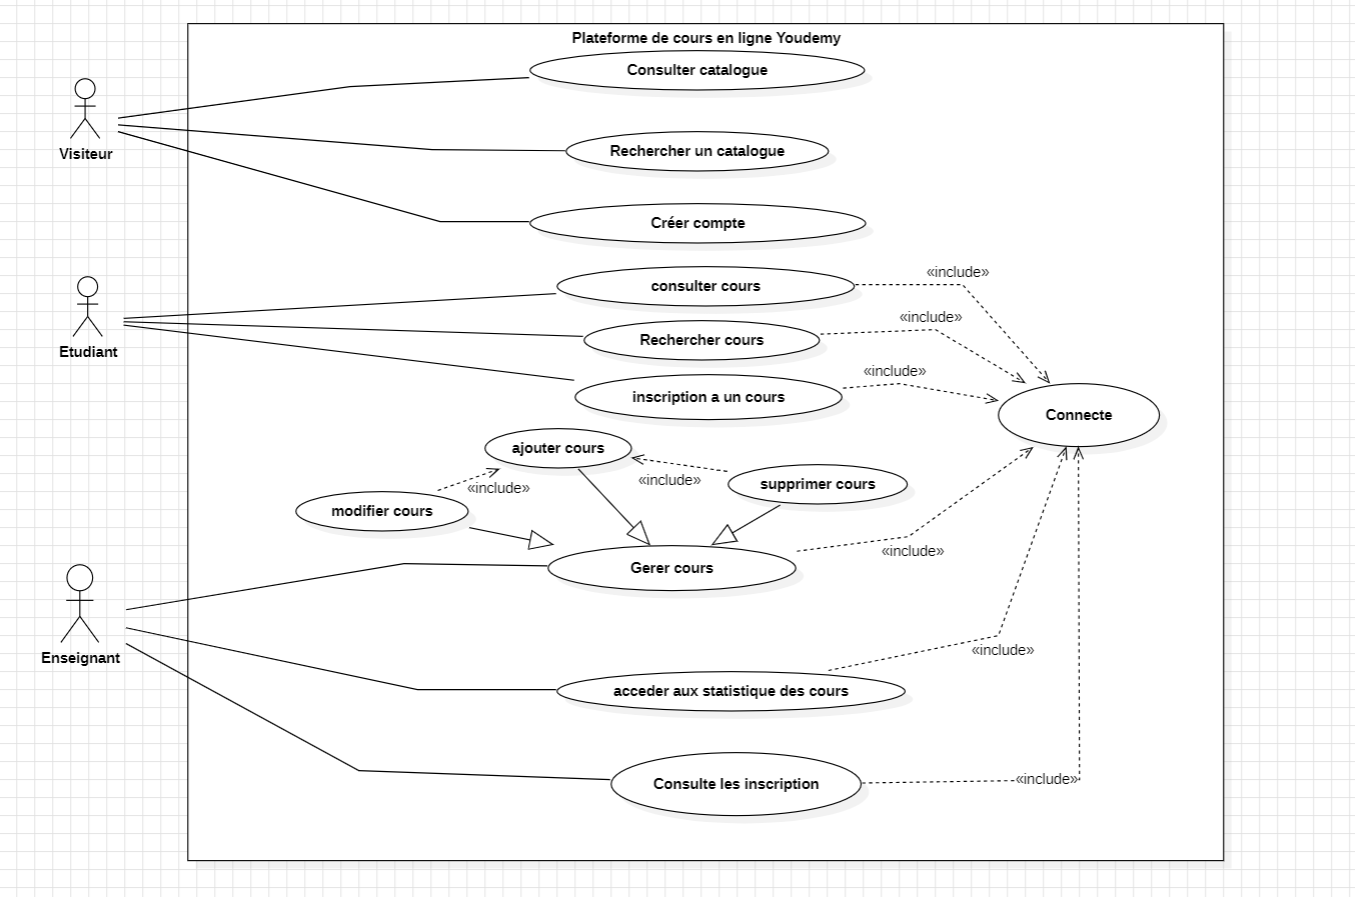 Plateforme de cours en ligne Youdemy
Consulter catalogue
Visiteur
Rechercher un catalogue
Créer compte
«include»
consulter cours
«include»
Rechercher cours
Etudiant
«include»
inscription a un cours
Connecte
ajouter cours
«include»
supprimer cours
«include»
modifier cours
«include»
Gerer cours
Enseignant
«include»
acceder aux statistique des cours
Consulte les inscription
«include»